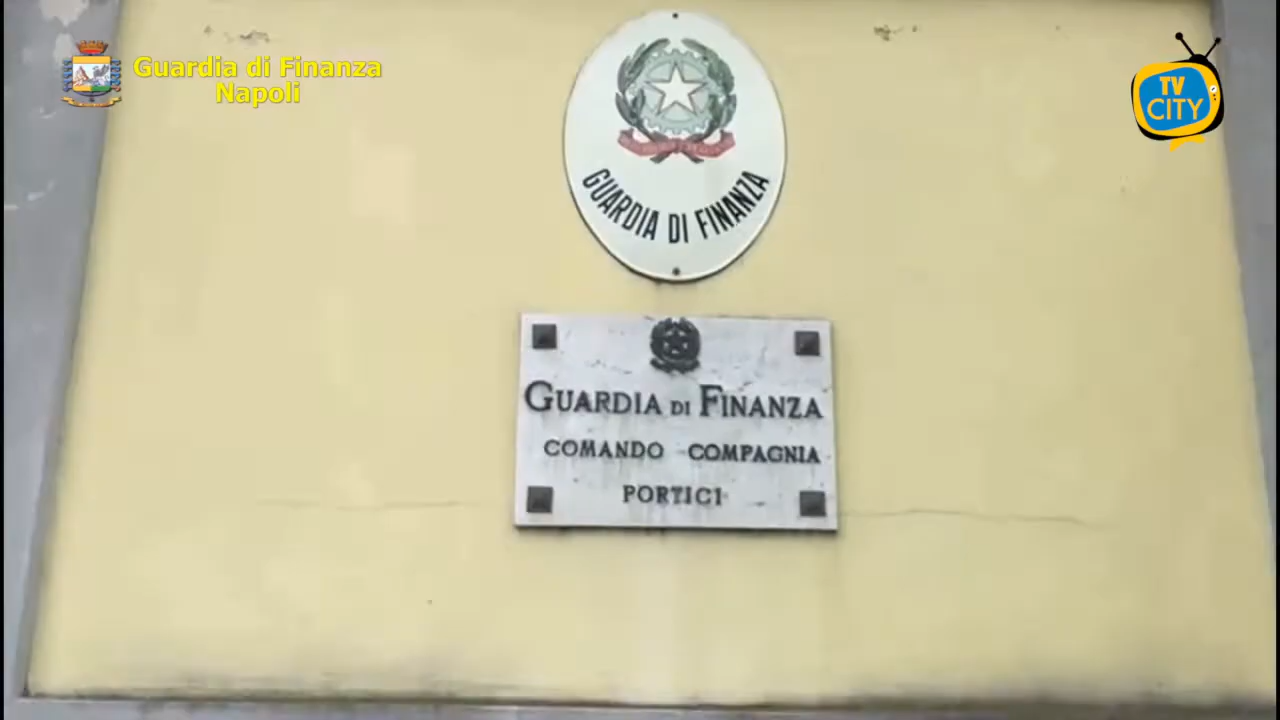 Guardia di Finanza
Napoli
TV
CITY
GUARDIA DI FINANZA
GUARDIA DI FINANZA
COMANDO COMPAGNIA
PORTICI